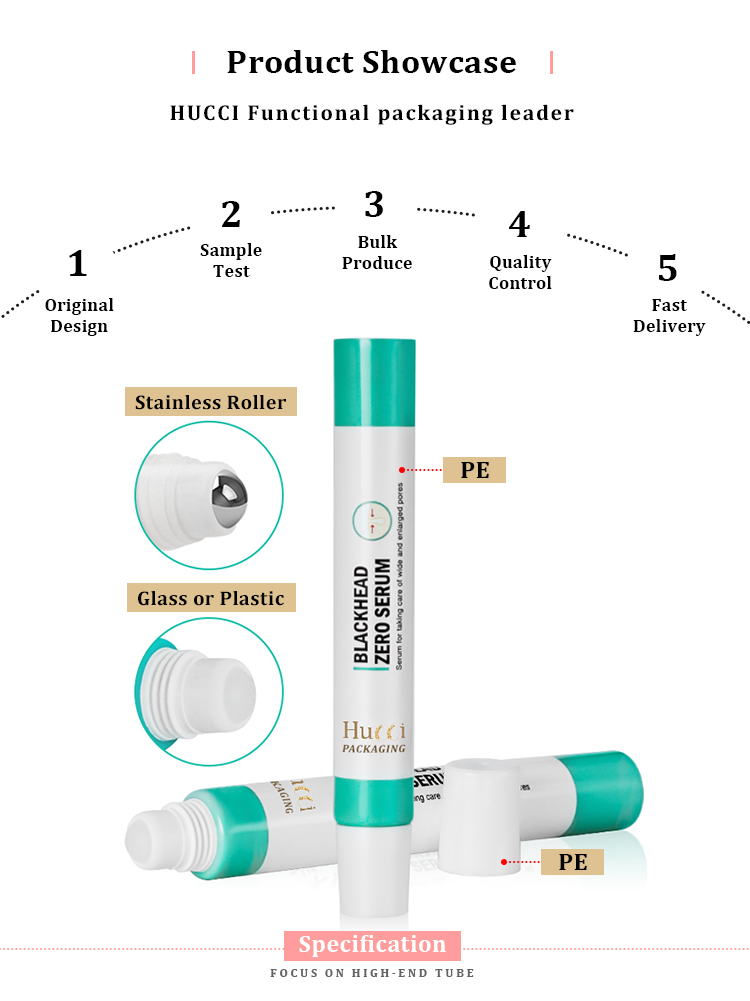 Product Showcase
HUCCI Functional packaging leader
1
Original
Design
2
Sample
Test
3
Bulk
Produce
4
Quality
Control
5
Fast
Delivery
Stainless Roller
Glass or Plastic
PE
BLACKHEAD
ZERO SERUM
Serum for taking care of wide and enlarged pores
Hucci
PACKAGING
PE
Specification
FOCUS ON HIGH-END TUBE